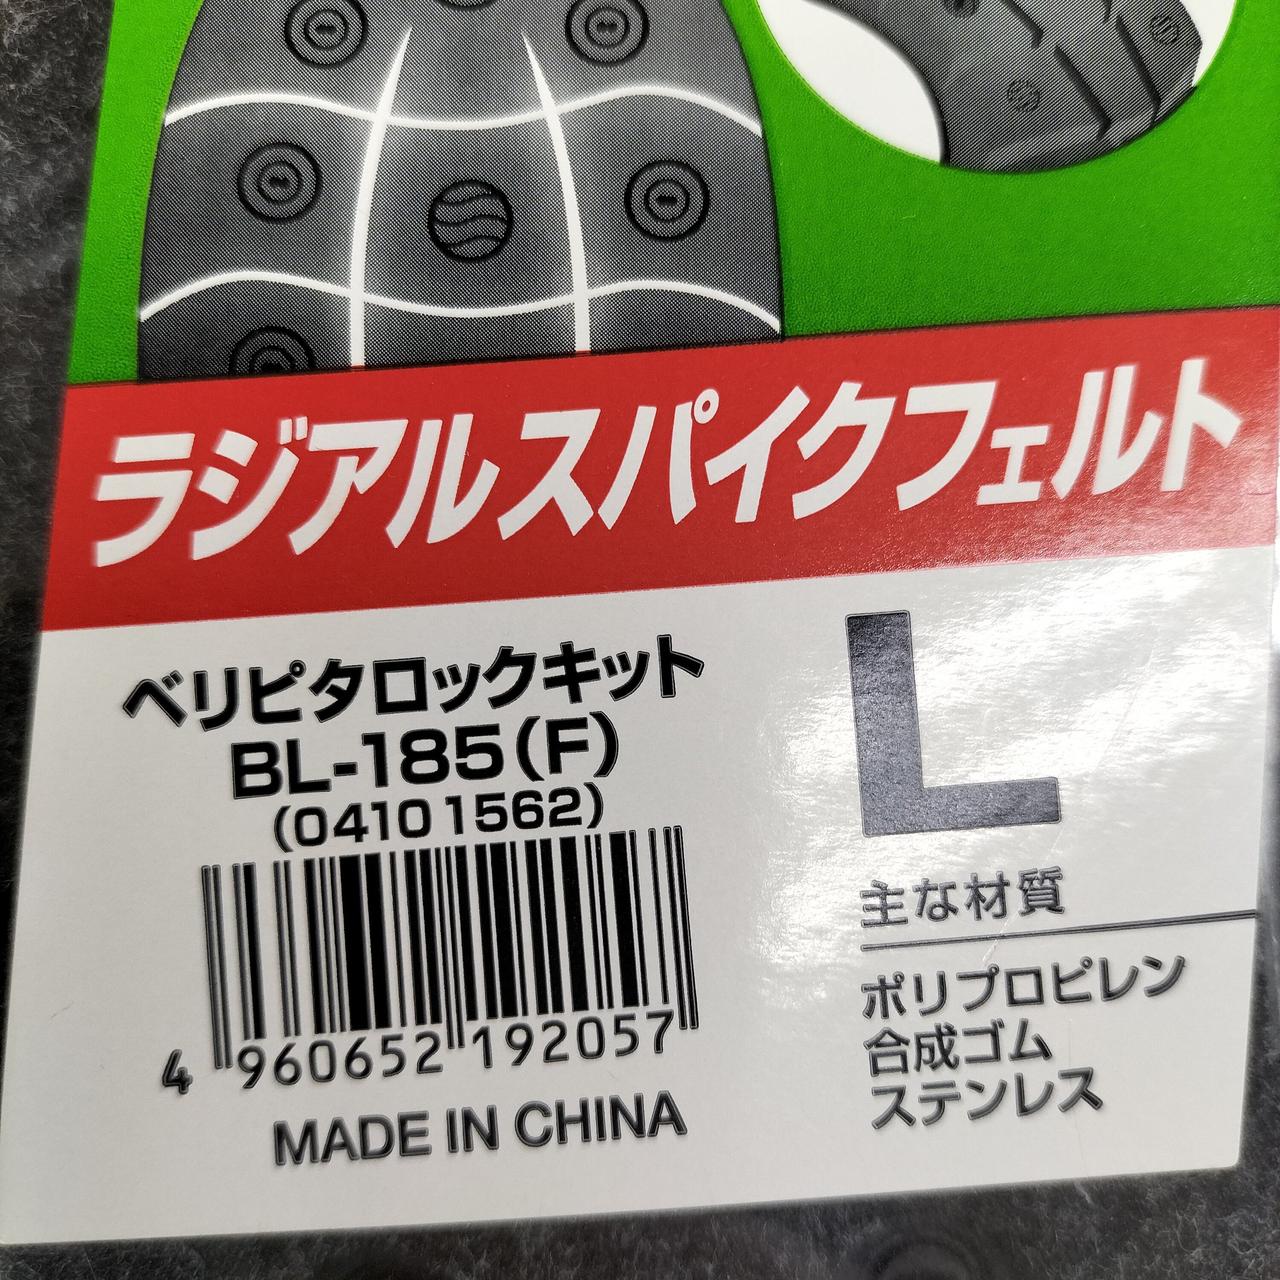 ラジアルスパイクフェルト
ベリピタロックキット
BL-185(F)
(04101562)
4 960652 192057
MADE IN CHINA
L
主な材質
ポリプロピレン
合成ゴム
ステンレス